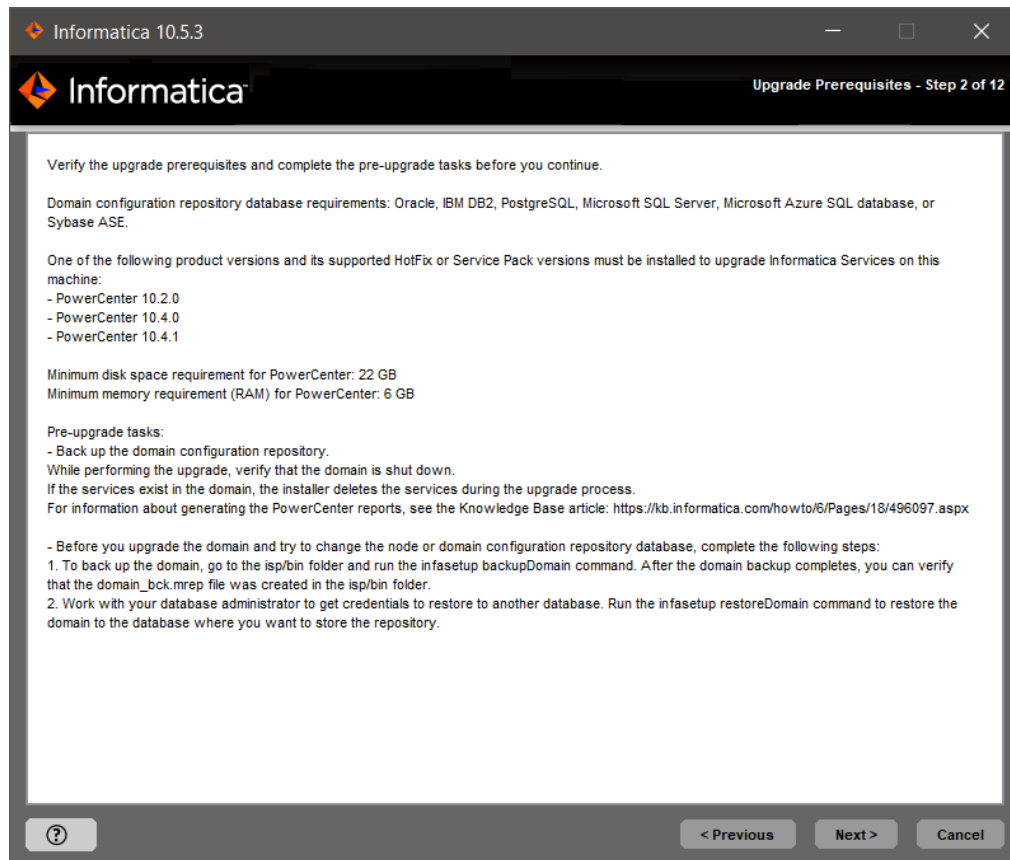 Informatica 10.5.3
Informatica
Upgrade Prerequisites - Step 2 of 12
Verify the upgrade prerequisites and complete the pre-upgrade tasks before you continue.
Domain configuration repository database requirements: Oracle, IBM DB2, PostgreSQL, Microsoft SQL Server, Microsoft Azure SQL database, or
Sybase ASE.
One of the following product versions and its supported HotFix or Service Pack versions must be installed to upgrade Informatica Services on this
machine:
- PowerCenter 10.2.0
- PowerCenter 10.4.0
- PowerCenter 10.4.1
Minimum disk space requirement for PowerCenter: 22 GB
Minimum memory requirement (RAM) for PowerCenter: 6 GB
Pre-upgrade tasks:
- Back up the domain configuration repository.
While performing the upgrade, verify that the domain is shut down.
If the services exist in the domain, the installer deletes the services during the upgrade process.
For information about generating the PowerCenter reports, see the Knowledge Base article: https://kb.informatica.com/howto/6/Pages/18/496097.aspx
- Before you upgrade the domain and try to change the node or domain configuration repository database, complete the following steps:
1. To back up the domain, go to the isp/bin folder and run the infasetup backupDomain command. After the domain backup completes, you can verify
that the domain_bck.mrep file was created in the isp/bin folder.
2. Work with your database administrator to get credentials to restore to another database. Run the infasetup restoreDomain command to restore the
domain to the database where you want to store the repository.
?
< Previous
Next >
Cancel